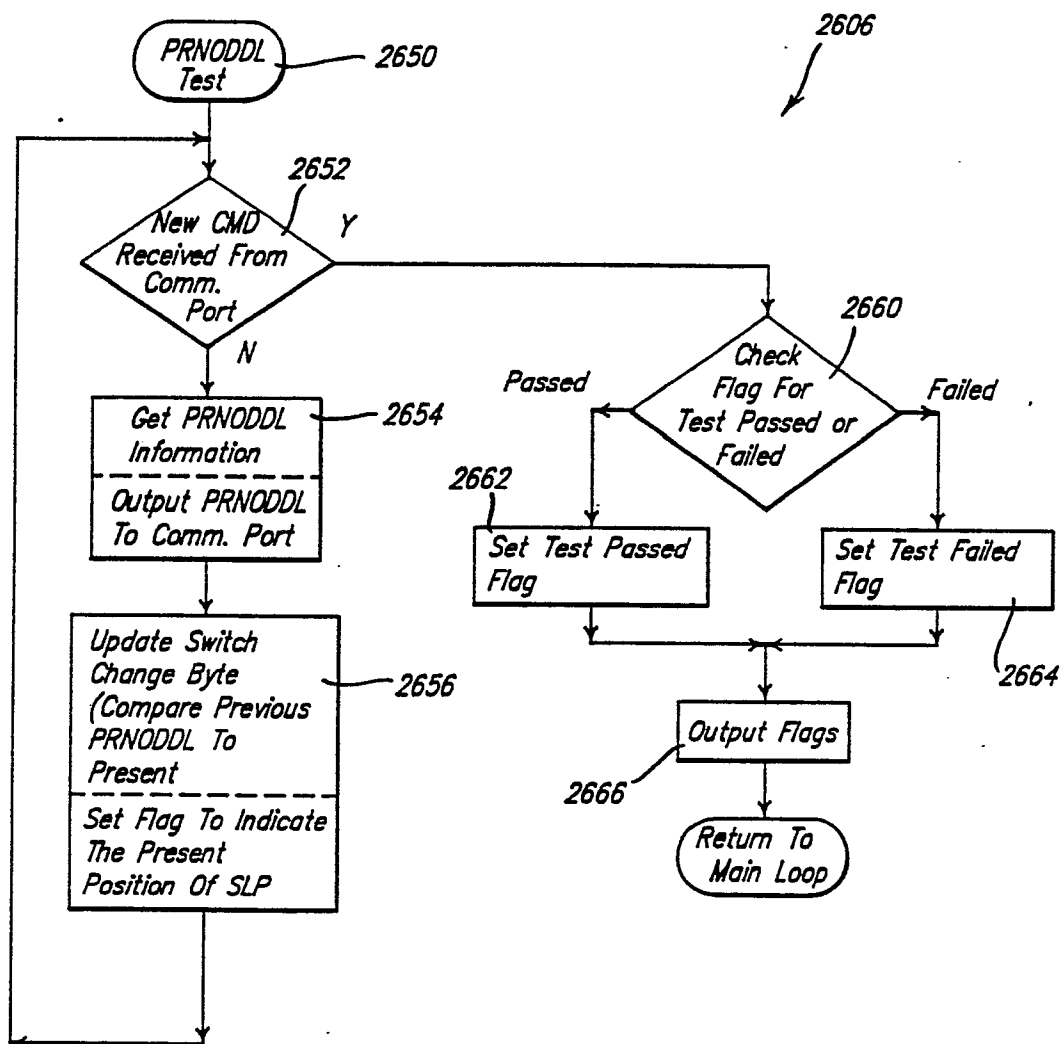 PRNODDL
Test
2650
2606
2652
New CMD
Received From
Comm.
Port
Y
N
2654
Get PRNODDL
Information
Output PRNODDL
To Comm. Port
2656
Update Switch
Change Byte
(Compare Previous
PRNODDL To
Present
Set Flag To Indicate
The Present
Position Of SLP
2660
Check
Flag For
Test Passed or
Failed
Passed
Failed
2662
Set Test Passed
Flag
Set Test Failed
Flag
2664
Output Flags
2666
Return To
Main Loop